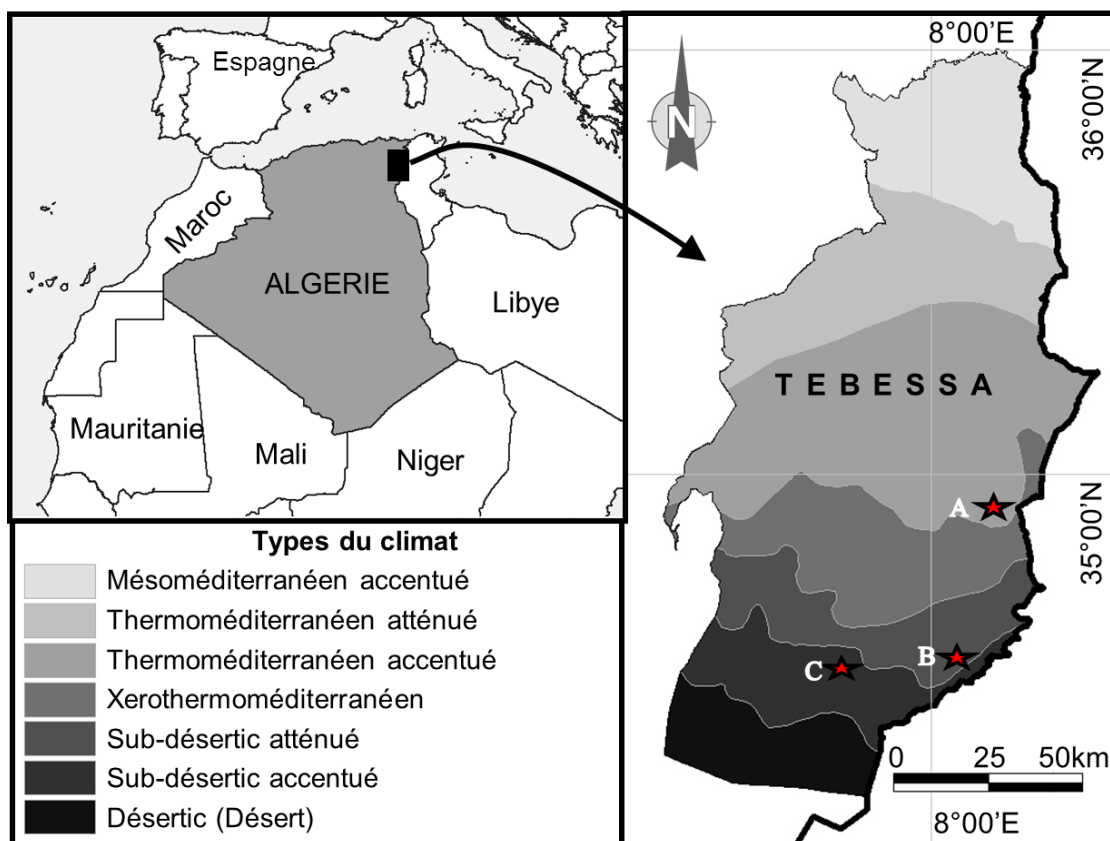 Espagne
Maroc
ALGERIE
Libye
Mauritanie
Mali
Niger
Types du climat
Mésoméditerranéen accentué
Thermoméditerranéen atténué
Thermoméditerranéen accentué
Xerothermoméditerranéen
Sub-désertic atténué
Sub-désertic accentué
Désertic (Désert)
8°00'E
N
36°00'N
TEBESSA
A
35°00'N
B
C
0 25 50km
8°00'E